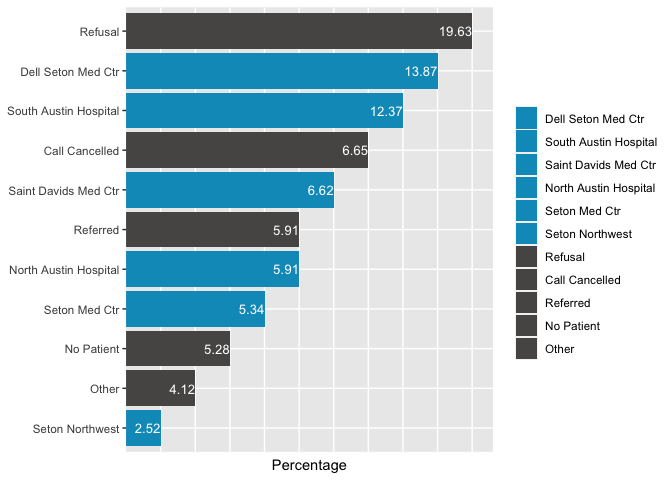 Refusal 19.63
Dell Seton Med Ctr 13.87
South Austin Hospital 12.37
Call Cancelled 6.65
Saint Davids Med Ctr 6.62
Referred 5.91
North Austin Hospital 5.91
Seton Med Ctr 5.34
No Patient 5.28
Other 4.12
Seton Northwest 2.52
Percentage
Dell Seton Med Ctr
South Austin Hospital
Saint Davids Med Ctr
North Austin Hospital
Seton Med Ctr
Seton Northwest
Refusal
Call Cancelled
Referred
No Patient
Other